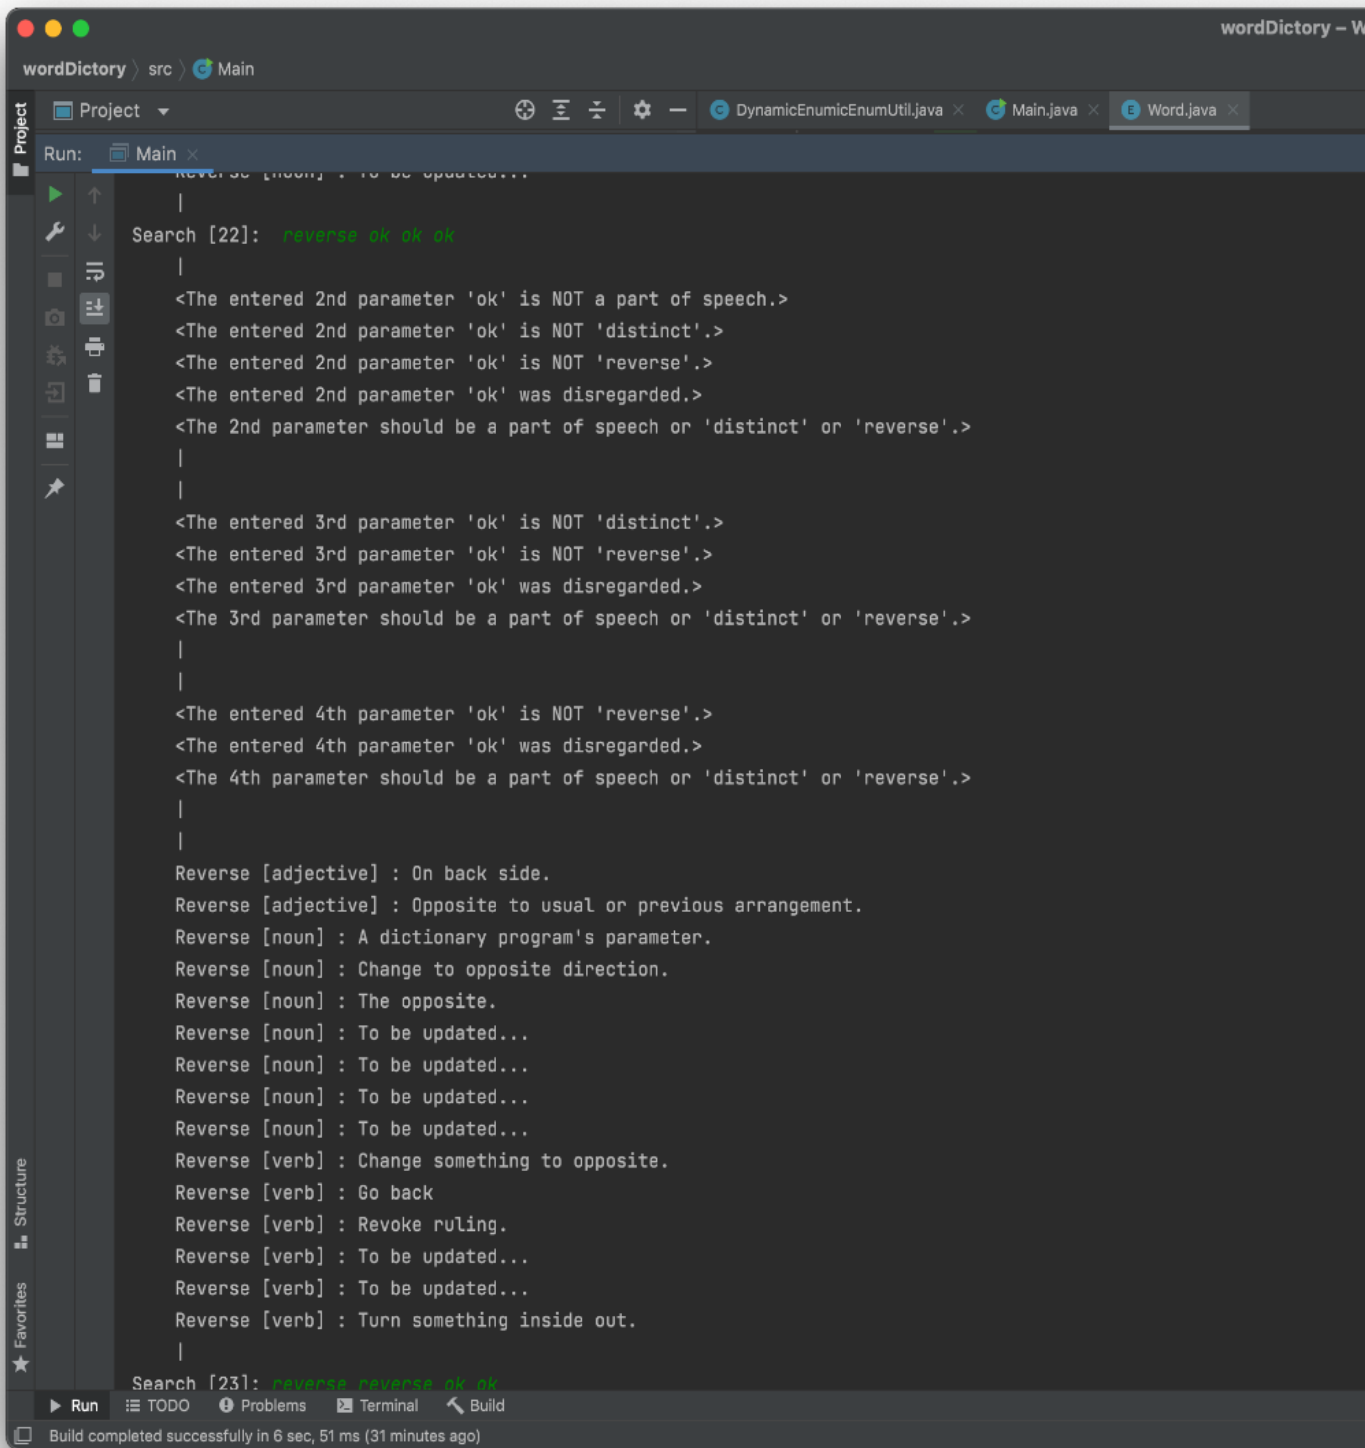 wordDictory – W
wordDictory src Main
Project DynamicEnumicEnumUtil.java Main.java Word.java
Project
Run: Main
Reverse [noun] : To be updated...
|
Search [22]: reverse ok ok ok
|
<The entered 2nd parameter 'ok' is NOT a part of speech.>
<The entered 2nd parameter 'ok' is NOT 'distinct'.>
<The entered 2nd parameter 'ok' is NOT 'reverse'.>
<The entered 2nd parameter 'ok' was disregarded.>
<The 2nd parameter should be a part of speech or 'distinct' or 'reverse'.>
|
|
<The entered 3rd parameter 'ok' is NOT 'distinct'.>
<The entered 3rd parameter 'ok' is NOT 'reverse'.>
<The entered 3rd parameter 'ok' was disregarded.>
<The 3rd parameter should be a part of speech or 'distinct' or 'reverse'.>
|
|
<The entered 4th parameter 'ok' is NOT 'reverse'.>
<The entered 4th parameter 'ok' was disregarded.>
<The 4th parameter should be a part of speech or 'distinct' or 'reverse'.>
|
|
Reverse [adjective] : On back side.
Reverse [adjective] : Opposite to usual or previous arrangement.
Reverse [noun] : A dictionary program's parameter.
Reverse [noun] : Change to opposite direction.
Reverse [noun] : The opposite.
Reverse [noun] : To be updated...
Reverse [noun] : To be updated...
Reverse [noun] : To be updated...
Reverse [noun] : To be updated...
Reverse [verb] : Change something to opposite.
Reverse [verb] : Go back
Reverse [verb] : Revoke ruling.
Reverse [verb] : To be updated...
Reverse [verb] : To be updated...
Reverse [verb] : Turn something inside out.
|
Search [23]: reverse reverse ok ok
Structure
Favorites
Run TODO Problems Terminal Build
Build completed successfully in 6 sec, 51 ms (31 minutes ago)